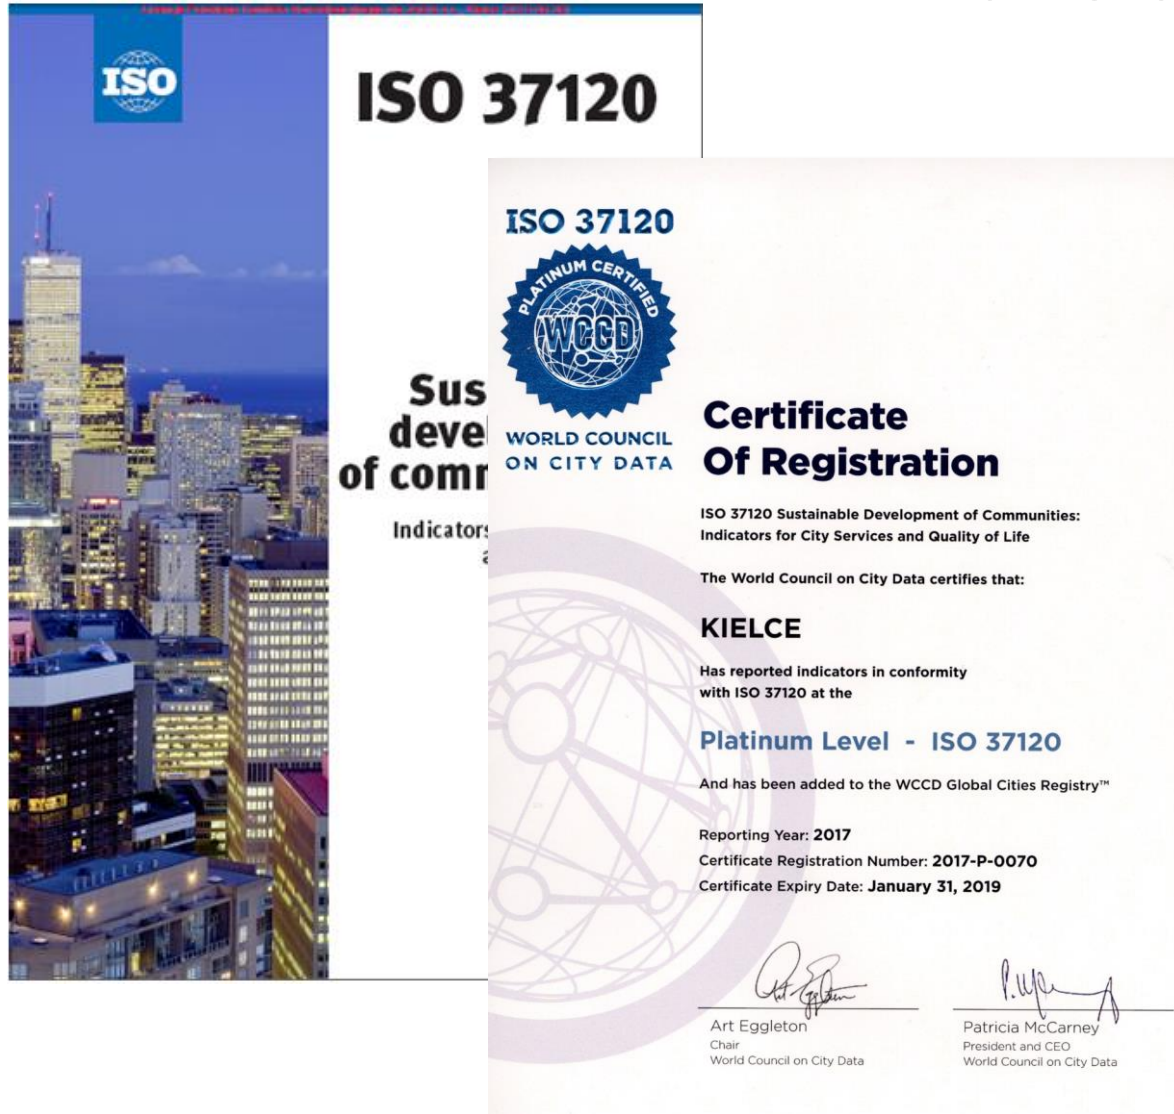 ISO
ISO 37120
Sus
deve
of comm
Indicators
ISO 37120
PLATINUM CERTIFIED
WCCD
WORLD COUNCIL
ON CITY DATA
Certificate
Of Registration
ISO 37120 Sustainable Development of Communities:
Indicators for City Services and Quality of Life
The World Council on City Data certifies that:
KIELCE
Has reported indicators in conformity
with ISO 37120 at the
Platinum Level - ISO 37120
And has been added to the WCCD Global Cities Registry™
Reporting Year: 2017
Certificate Registration Number: 2017-P-0070
Certificate Expiry Date: January 31, 2019
Art Eggleton
Chair
World Council on City Data
Patricia McCarney
President and CEO
World Council on City Data